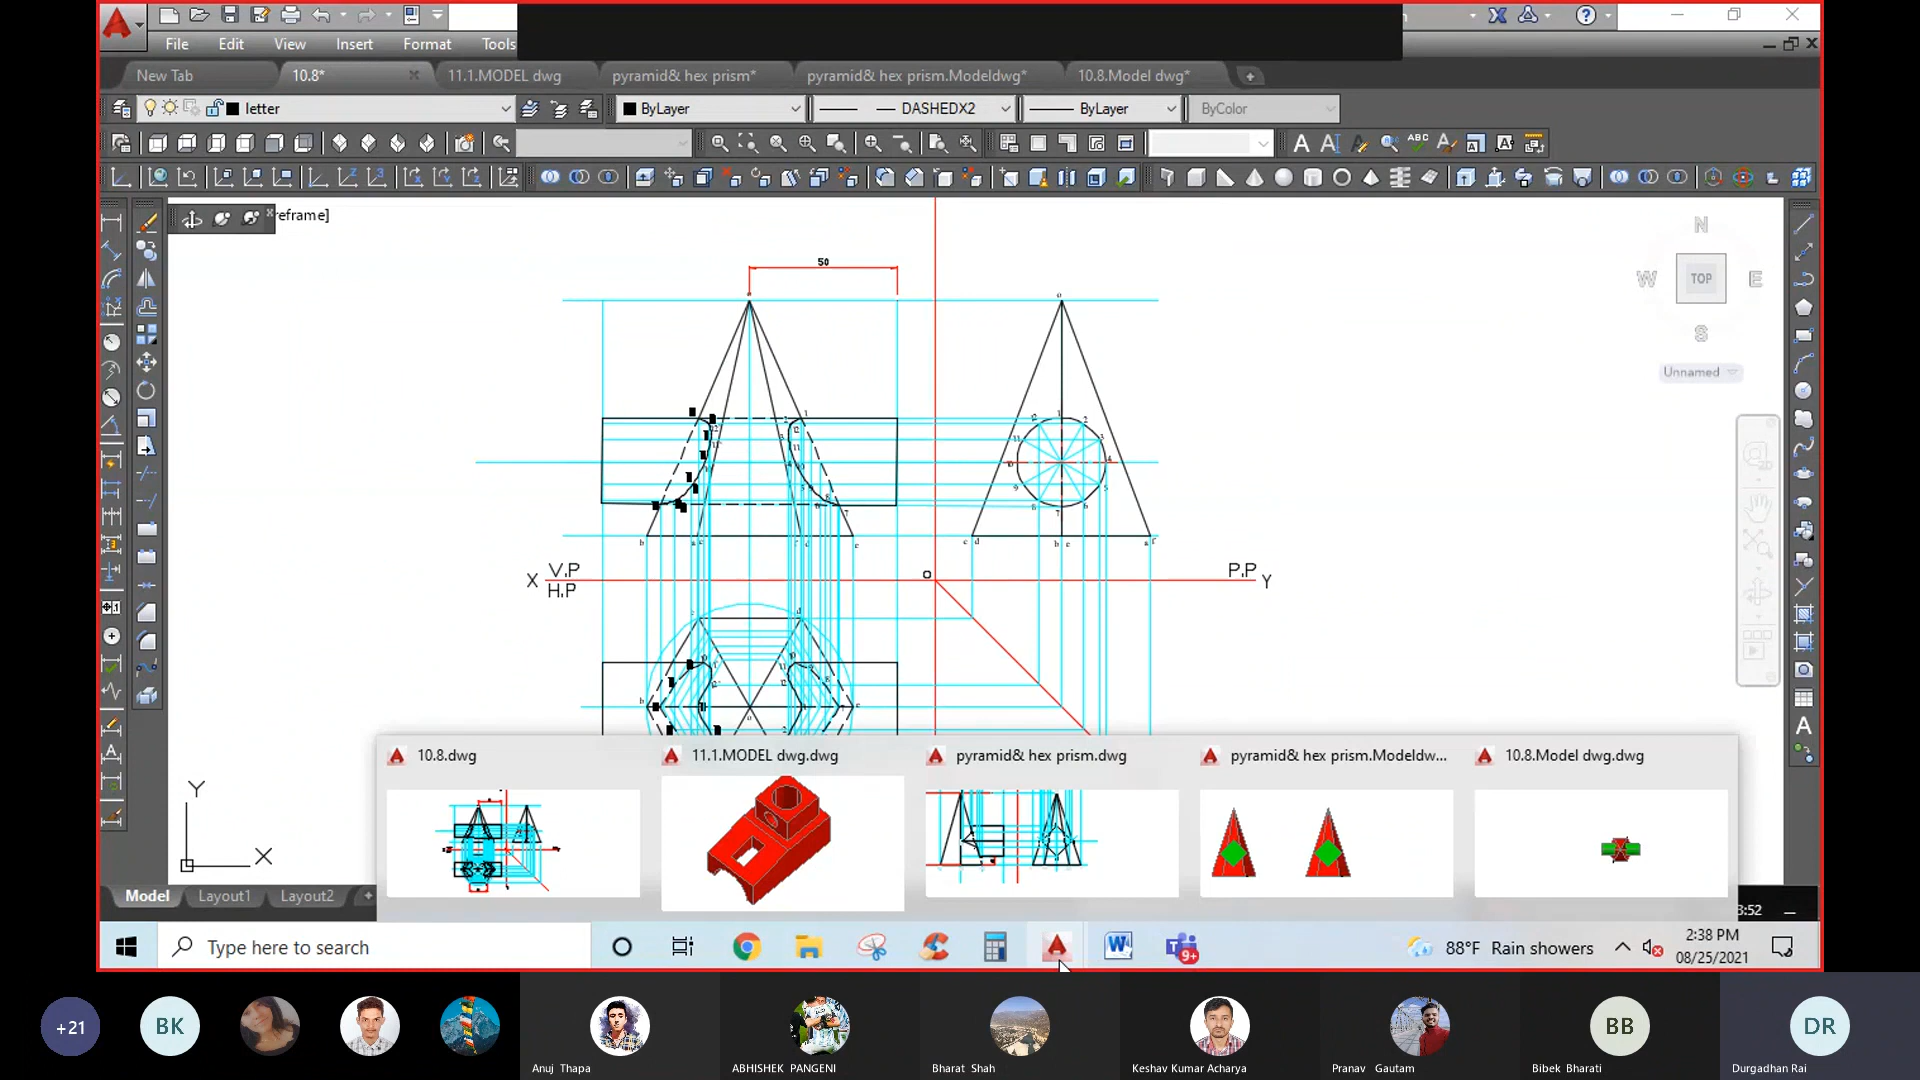 File Edit View Insert Format Tools
New Tab 10.8* 11.1.MODEL dwg pyramid& hex prism* pyramid& hex prism.Modeldwg* 10.8.Model dwg*
letter ByLayer DASHEDX2 ByLayer ByColor
reframe]
N
W TOP E
S
Unnamed
50
X V.P
H.P
o
P.P Y
Y
X
Model Layout1 Layout2
10.8.dwg 11.1.MODEL dwg.dwg pyramid& hex prism.dwg pyramid& hex prism.Modeldw... 10.8.Model dwg.dwg
3:52
Type here to search
9+
88°F Rain showers
2:38 PM
08/25/2021
+21 BK BB DR
Anuj Thapa ABHISHEK PANGENI Bharat Shah Keshav Kumar Acharya Pranav Gautam Bibek Bharati Durgadhan Rai